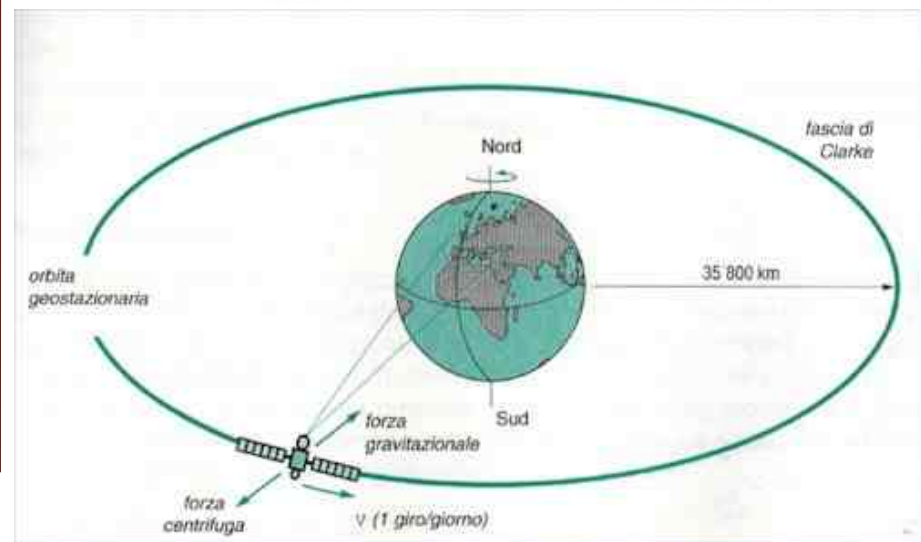 Nord
fascia di
Clarke
orbita
geostazionaria
35 800 km
Sud
forza
gravitazionale
forza
centrifuga
V (1 giro/giorno)